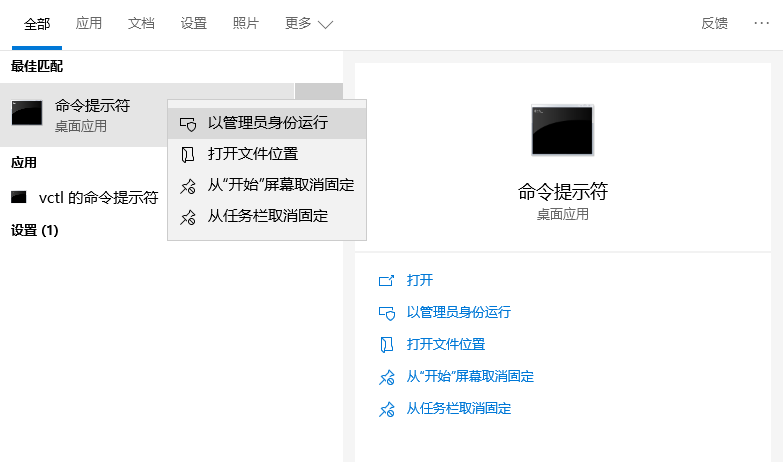 全部 应用 文档 设置 照片 更多 反馈 ···
最佳匹配
命令提示符
桌面应用
以管理员身份运行
打开文件位置
从“开始”屏幕取消固定
从任务栏取消固定
应用
vctl 的命令提示符
设置 (1)
命令提示符
桌面应用
打开
以管理员身份运行
打开文件位置
从“开始”屏幕取消固定
从任务栏取消固定